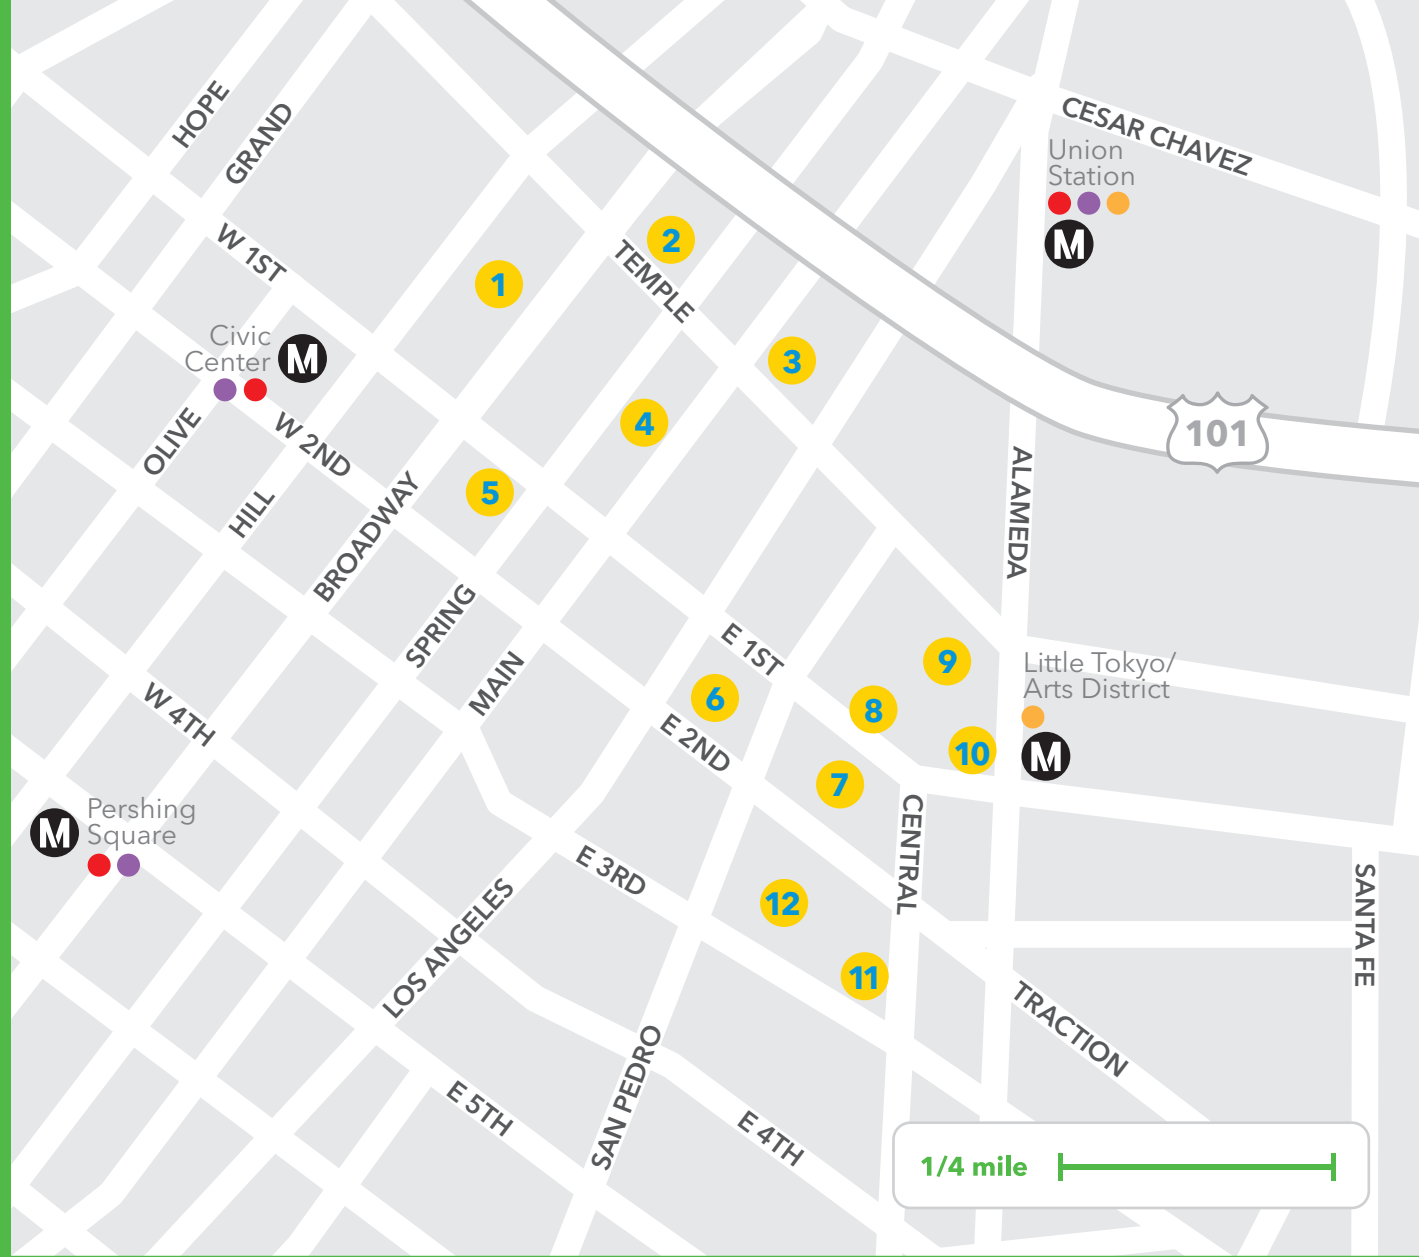 HOPE
GRAND
CESAR CHAVEZ
Union
Station
M
W 1ST
2
1
TEMPLE
Civic
Center
M
3
101
OLIVE
W 2ND
4
ALAMEDA
HILL
BROADWAY
5
SPRING
MAIN
E 1ST
9
Little Tokyo/
Arts District
M
W 4TH
6
8
E 2ND
10
7
Pershing
Square
M
CENTRAL
E 3RD
12
SANTA FE
LOS ANGELES
11
TRACTION
SAN PEDRO
E 5TH
E 4TH
1/4 mile